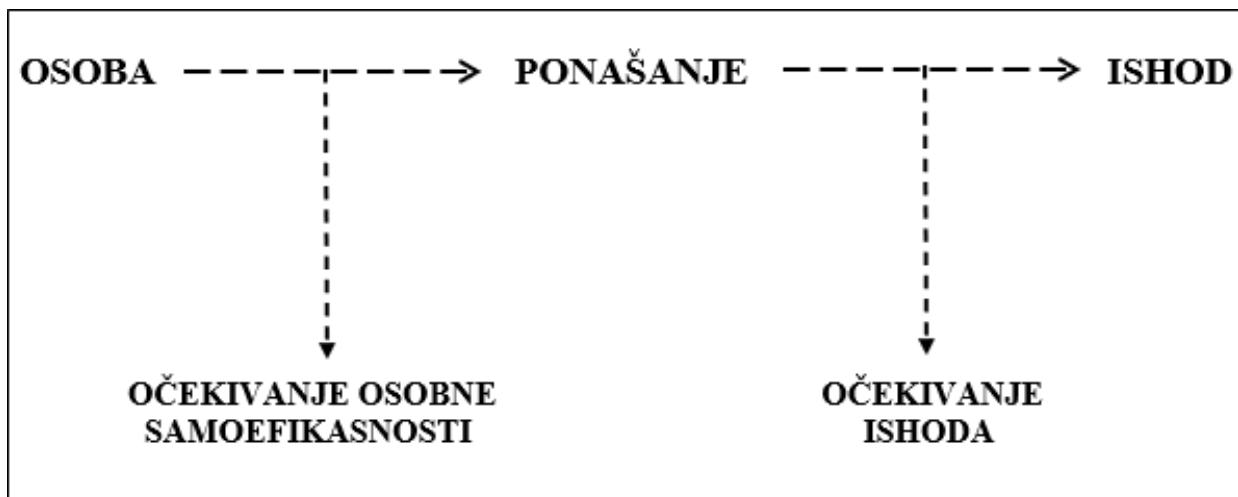 OSOBA PONAŠANJE ISHOD
OČEKIVANJE OSOBNE
SAMOEFIKASNOSTI
OČEKIVANJE
ISHODA